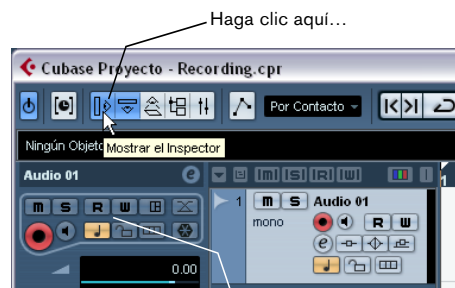 Haga clic aquí…
Cubase Proyecto - Recording.cpr
Por Contacto
Ningún Objeto
Mostrar el Inspector
Audio 01
e
M S R W
0.00
M S R W
1
1
M S Audio 01
mono
R W
e